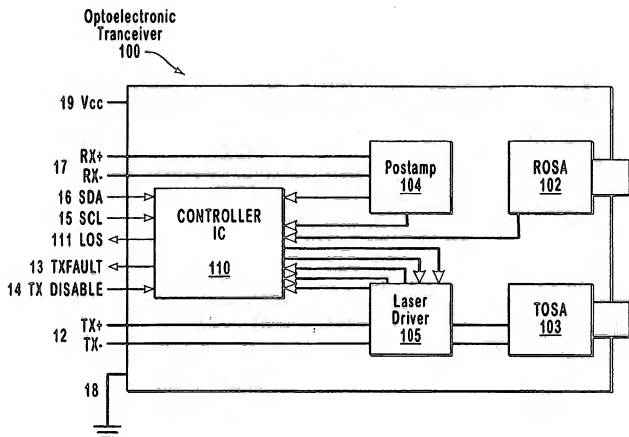 Optoelectronic
Tranceiver
100
19 Vcc
17 RX+
RX-
16 SDA
15 SCL
111 LOS
13 TXFAULT
14 TX DISABLE
12 TX+
TX-
18
CONTROLLER
IC
110
Postamp
104
ROSA
102
Laser
Driver
105
TOSA
103